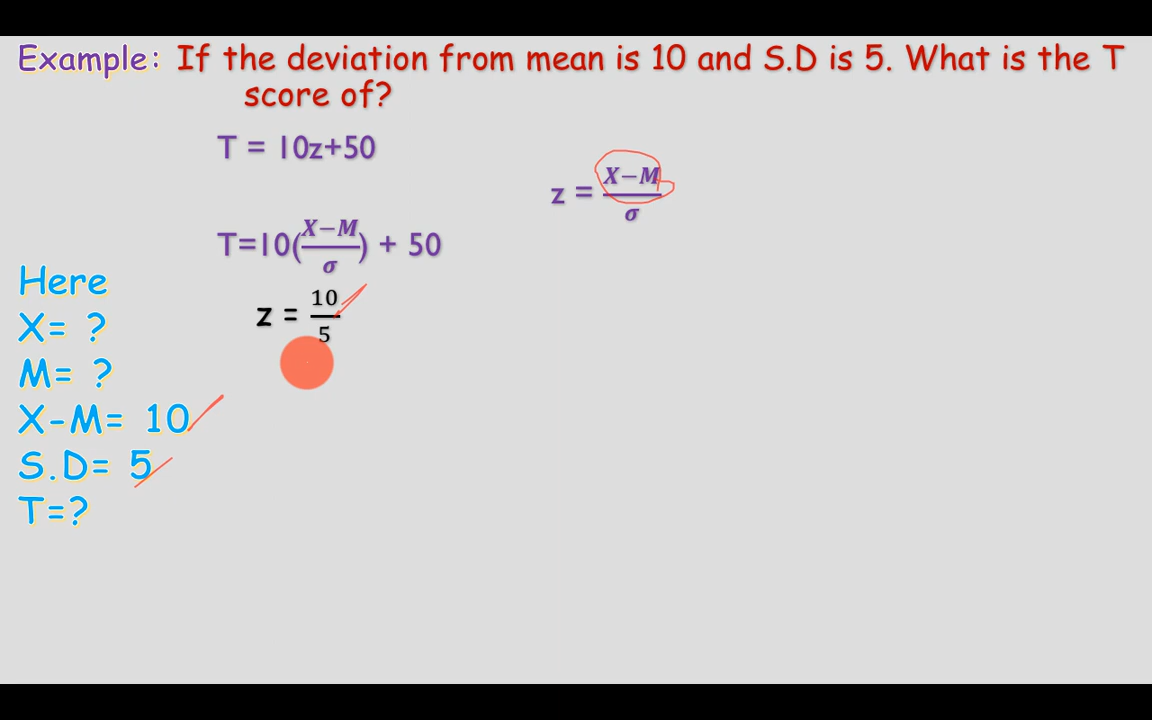 Example: If the deviation from mean is 10 and S.D is 5. What is the T
score of?
T = 10z+50
z = X−M/σ
T=10(X−M/σ) + 50
Here
z = 10/5
X= ?
M= ?
X-M= 10
S.D= 5
T=?